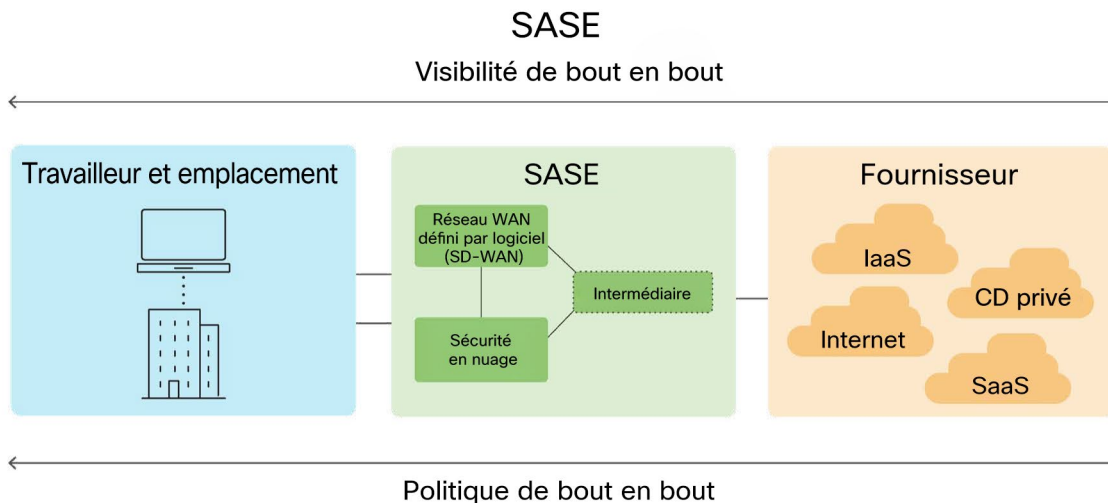 SASE
Visibilité de bout en bout
Travailleur et emplacement
SASE
Réseau WAN
défini par logiciel
(SD-WAN)
Intermédiaire
Sécurité
en nuage
Fournisseur
IaaS
CD privé
Internet
SaaS
Politique de bout en bout